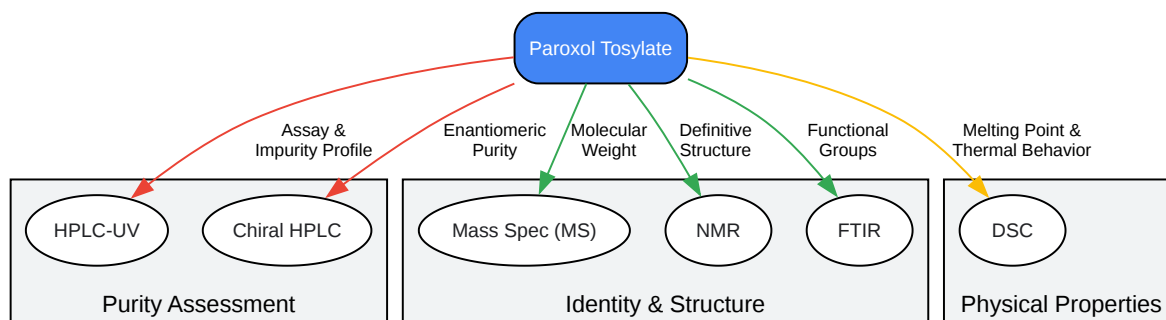 Paroxol Tosylate
Assay &
Impurity Profile
Enantiomeric
Purity
Molecular
Weight
Definitive
Structure
Functional
Groups
Melting Point &
Thermal Behavior
HPLC-UV
Chiral HPLC
Mass Spec (MS)
NMR
FTIR
DSC
Purity Assessment
Identity & Structure
Physical Properties